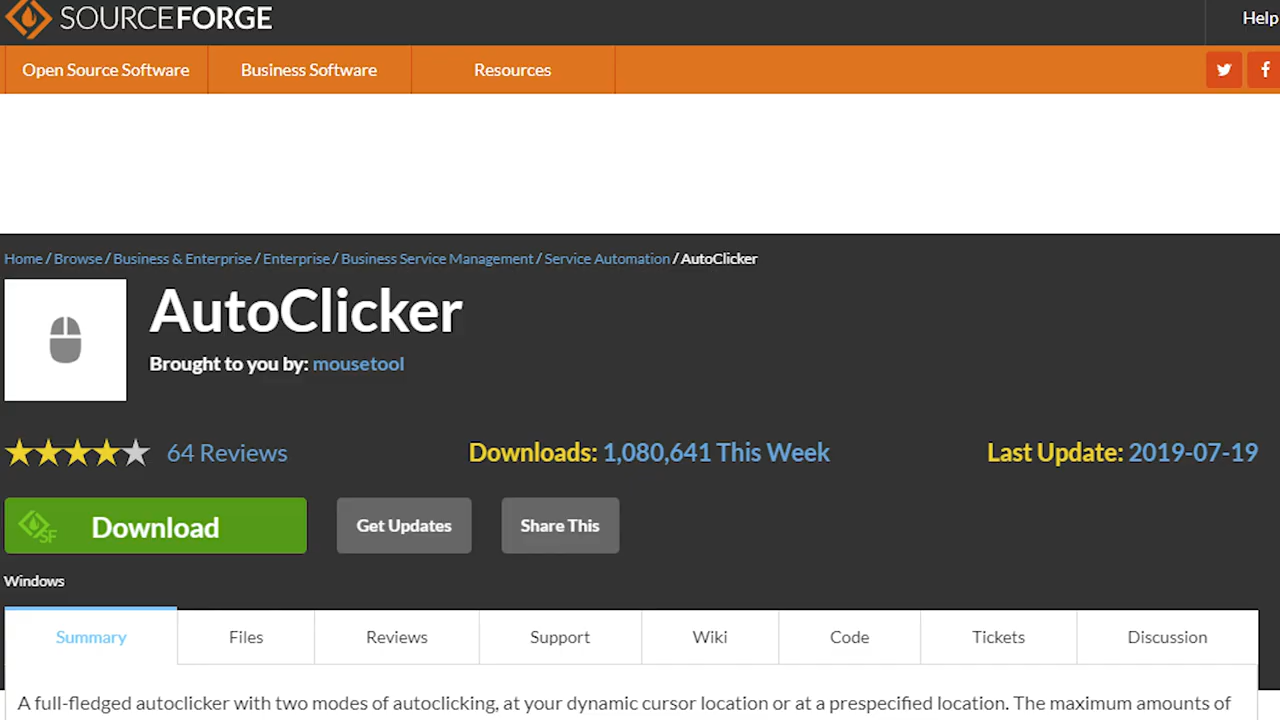 SOURCEFORGE
Help
Open Source Software
Business Software
Resources
Home / Browse / Business & Enterprise / Enterprise / Business Service Management / Service Automation / AutoClicker
AutoClicker
Brought to you by: mousetool
64 Reviews
Downloads: 1,080,641 This Week
Last Update: 2019-07-19
SF
Download
Get Updates
Share This
Windows
Summary
Files
Reviews
Support
Wiki
Code
Tickets
Discussion
A full-fledged autoclicker with two modes of autoclicking, at your dynamic cursor location or at a prespecified location. The maximum amounts of